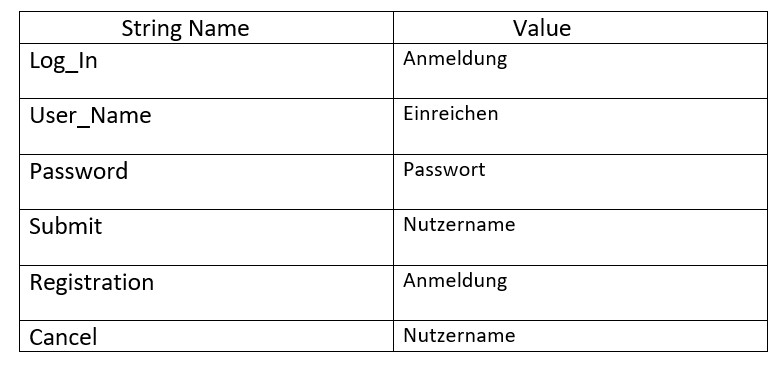 String Name Value
Log_In Anmeldung
User_Name Einreichen
Password Passwort
Submit Nutzername
Registration Anmeldung
Cancel Nutzername